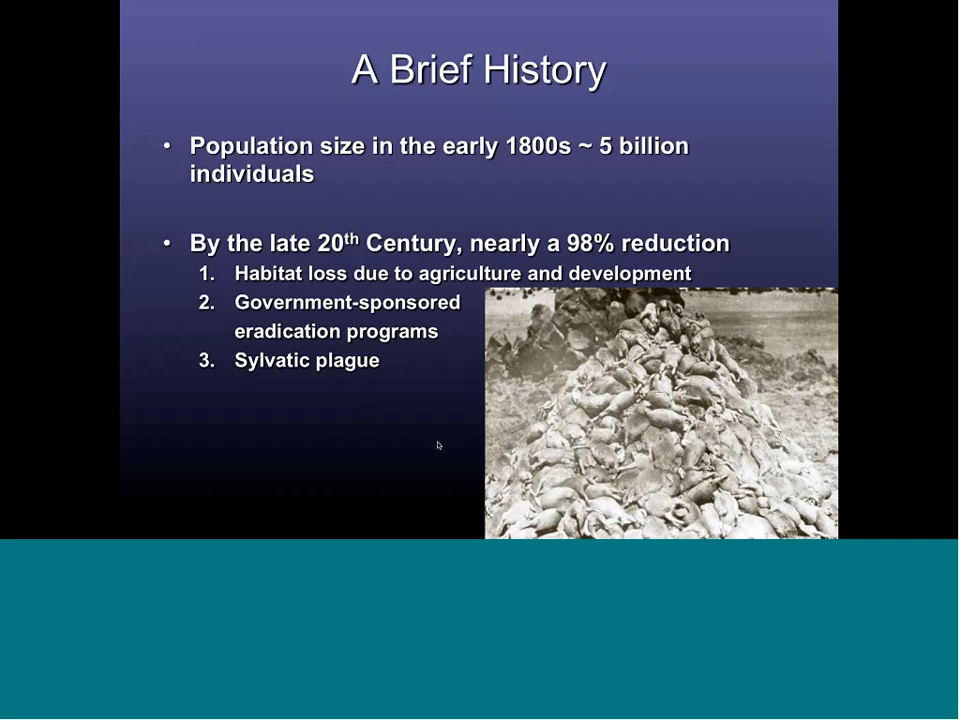 A Brief History
• Population size in the early 1800s ~ 5 billion
individuals
• By the late 20th Century, nearly a 98% reduction
1. Habitat loss due to agriculture and development
2. Government-sponsored
eradication programs
3. Sylvatic plague